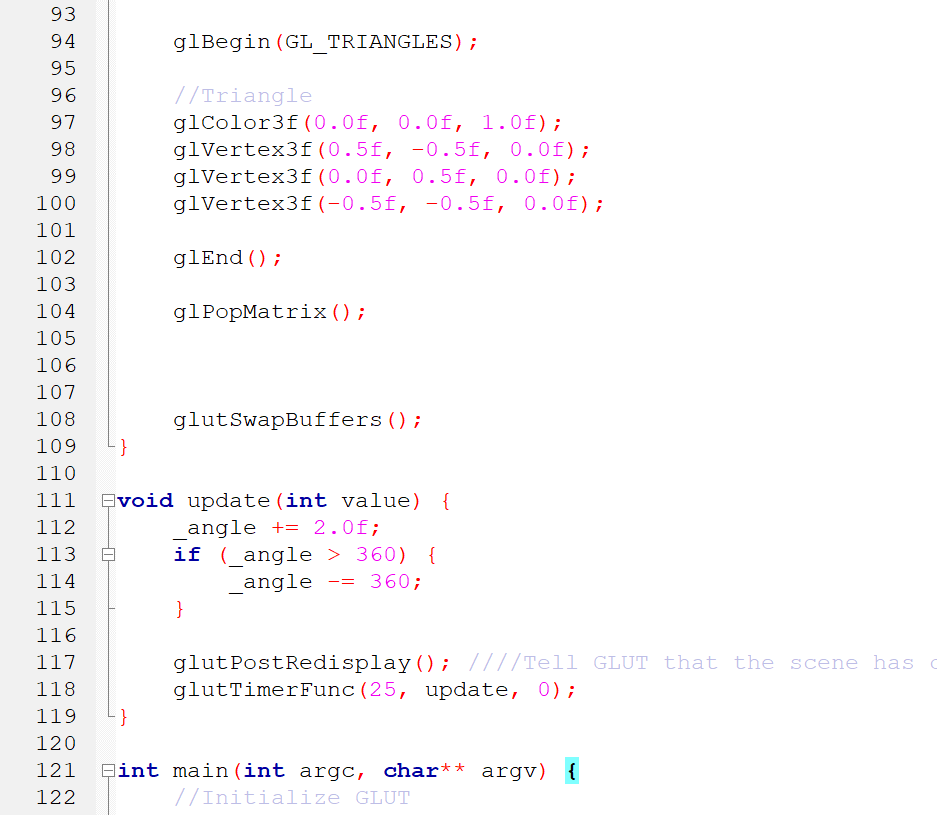 93
94 glBegin(GL_TRIANGLES);
95
96 //Triangle
97 glColor3f(0.0f, 0.0f, 1.0f);
98 glVertex3f(0.5f, -0.5f, 0.0f);
99 glVertex3f(0.0f, 0.5f, 0.0f);
100 glVertex3f(-0.5f, -0.5f, 0.0f);
101
102 glEnd();
103
104 glPopMatrix();
105
106
107
108 glutSwapBuffers();
109 }
110
111 void update(int value) {
112 _angle += 2.0f;
113 if (_angle > 360) {
114 _angle -= 360;
115 }
116
117 glutPostRedisplay(); ////Tell GLUT that the scene has
118 glutTimerFunc(25, update, 0);
119 }
120
121 int main(int argc, char** argv) {
122 //Initialize GLUT